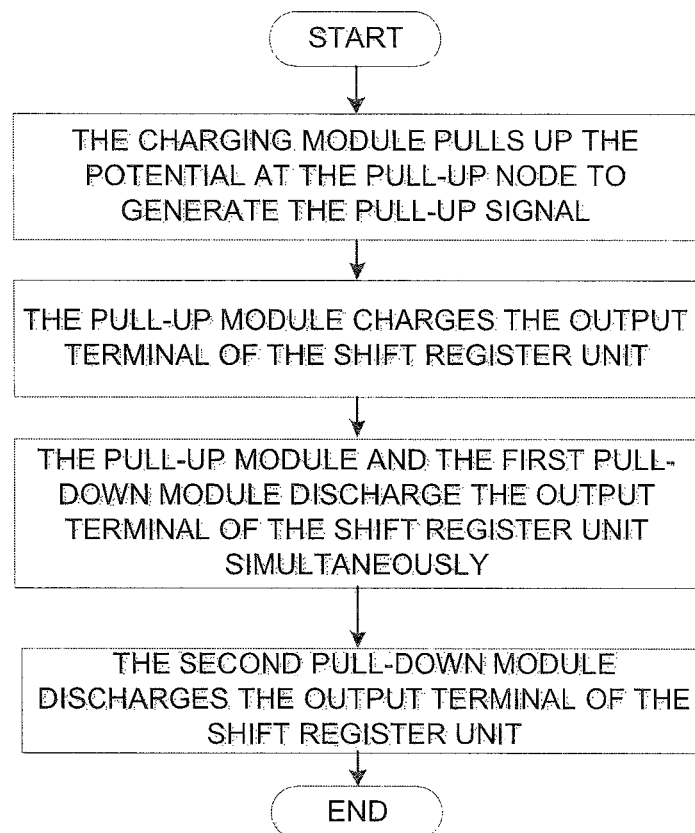 START
THE CHARGING MODULE PULLS UP THE
POTENTIAL AT THE PULL-UP NODE TO
GENERATE THE PULL-UP SIGNAL
THE PULL-UP MODULE CHARGES THE OUTPUT
TERMINAL OF THE SHIFT REGISTER UNIT
THE PULL-UP MODULE AND THE FIRST PULL-
DOWN MODULE DISCHARGE THE OUTPUT
TERMINAL OF THE SHIFT REGISTER UNIT
SIMULTANEOUSLY
THE SECOND PULL-DOWN MODULE
DISCHARGES THE OUTPUT TERMINAL OF THE
SHIFT REGISTER UNIT
END